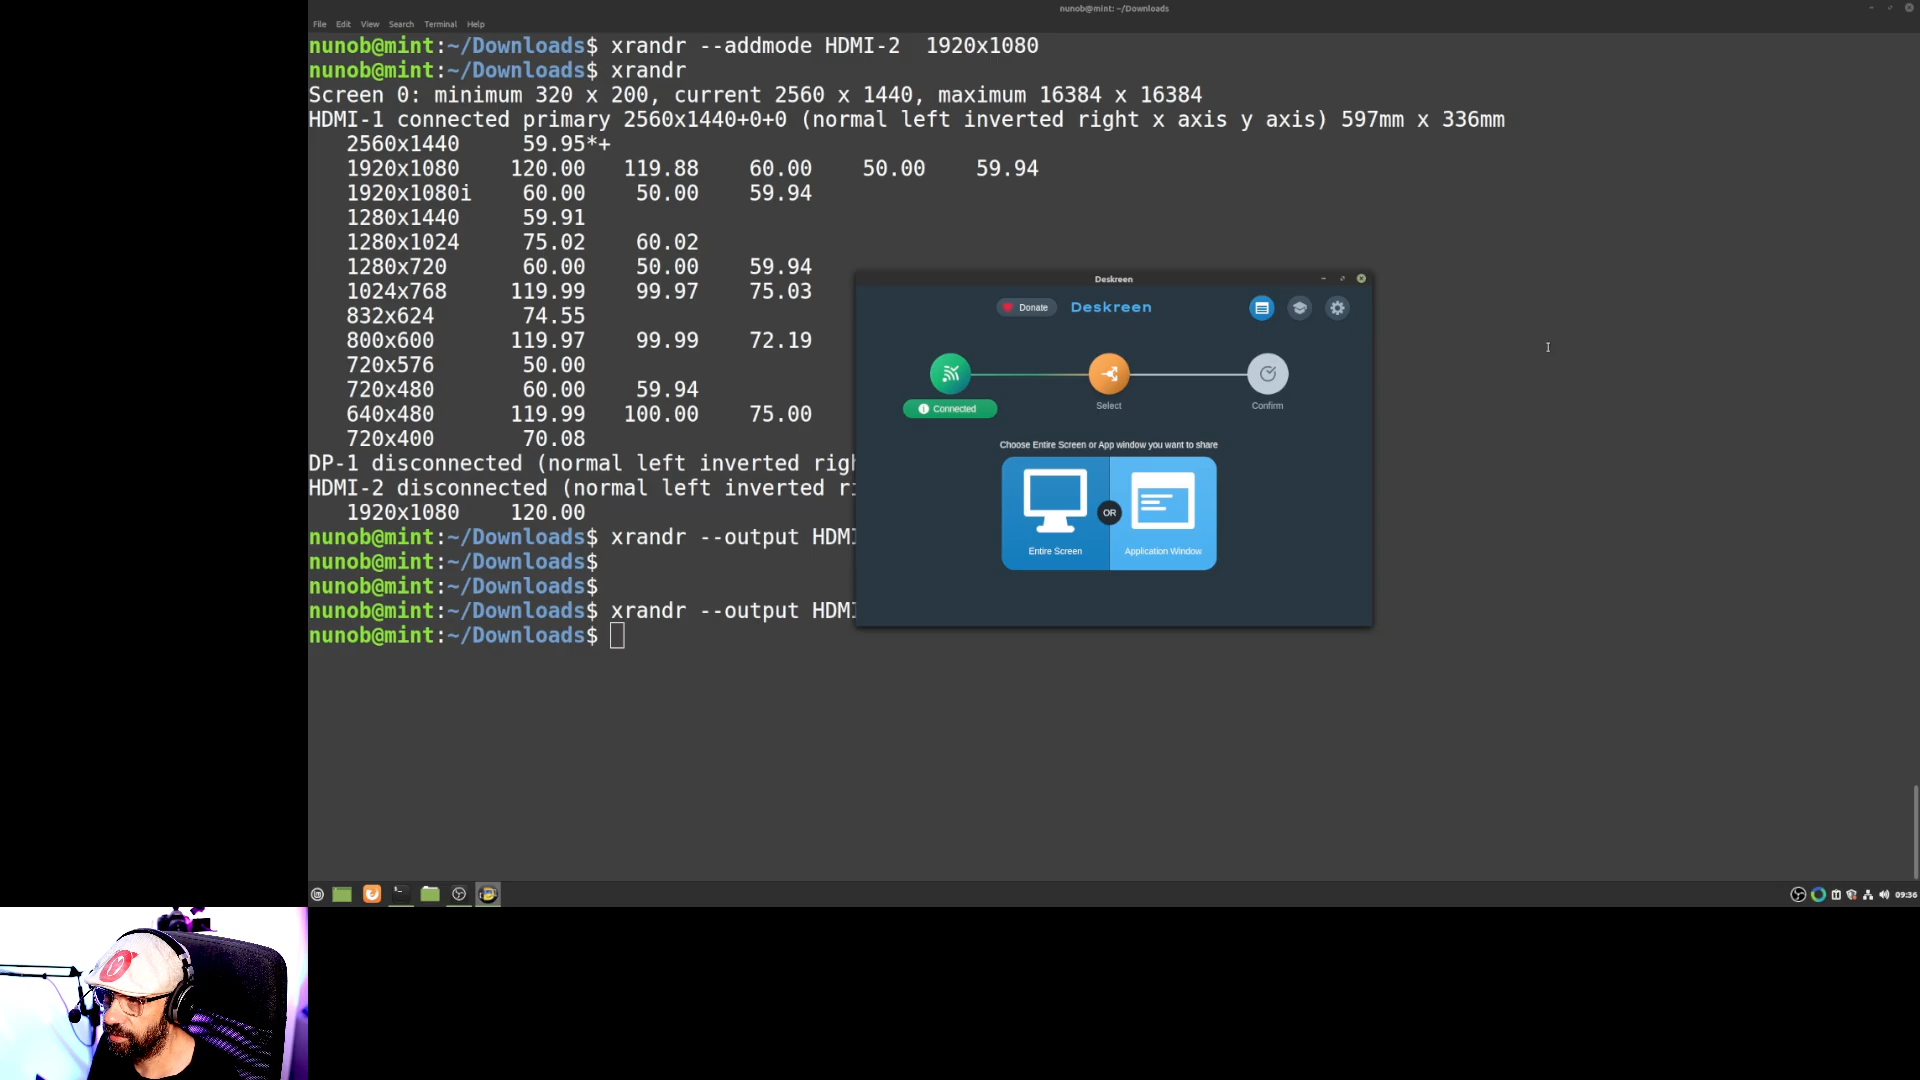 nunob@mint: ~/Downloads
File Edit View Search Terminal Help
nunob@mint:~/Downloads$ xrandr --addmode HDMI-2  1920x1080
nunob@mint:~/Downloads$ xrandr
Screen 0: minimum 320 x 200, current 2560 x 1440, maximum 16384 x 16384
HDMI-1 connected primary 2560x1440+0+0 (normal left inverted right x axis y axis) 597mm x 336mm
   2560x1440     59.95*+
   1920x1080    120.00   119.88    60.00    50.00    59.94
   1920x1080i    60.00    50.00    59.94
   1280x1440     59.91
   1280x1024     75.02    60.02
   1280x720      60.00    50.00    59.94
   1024x768     119.99    99.97    75.03
   832x624       74.55
   800x600      119.97    99.99    72.19
   720x576       50.00
   720x480       60.00    59.94
   640x480      119.99   100.00    75.00
   720x400       70.08
DP-1 disconnected (normal left inverted righ
HDMI-2 disconnected (normal left inverted ri
   1920x1080    120.00
nunob@mint:~/Downloads$ xrandr --output HDMI
nunob@mint:~/Downloads$
nunob@mint:~/Downloads$
nunob@mint:~/Downloads$ xrandr --output HDMI
nunob@mint:~/Downloads$
Deskreen
Donate Deskreen
Connected
Select
Confirm
Choose Entire Screen or App window you want to share
OR
Entire Screen
Application Window
09:36